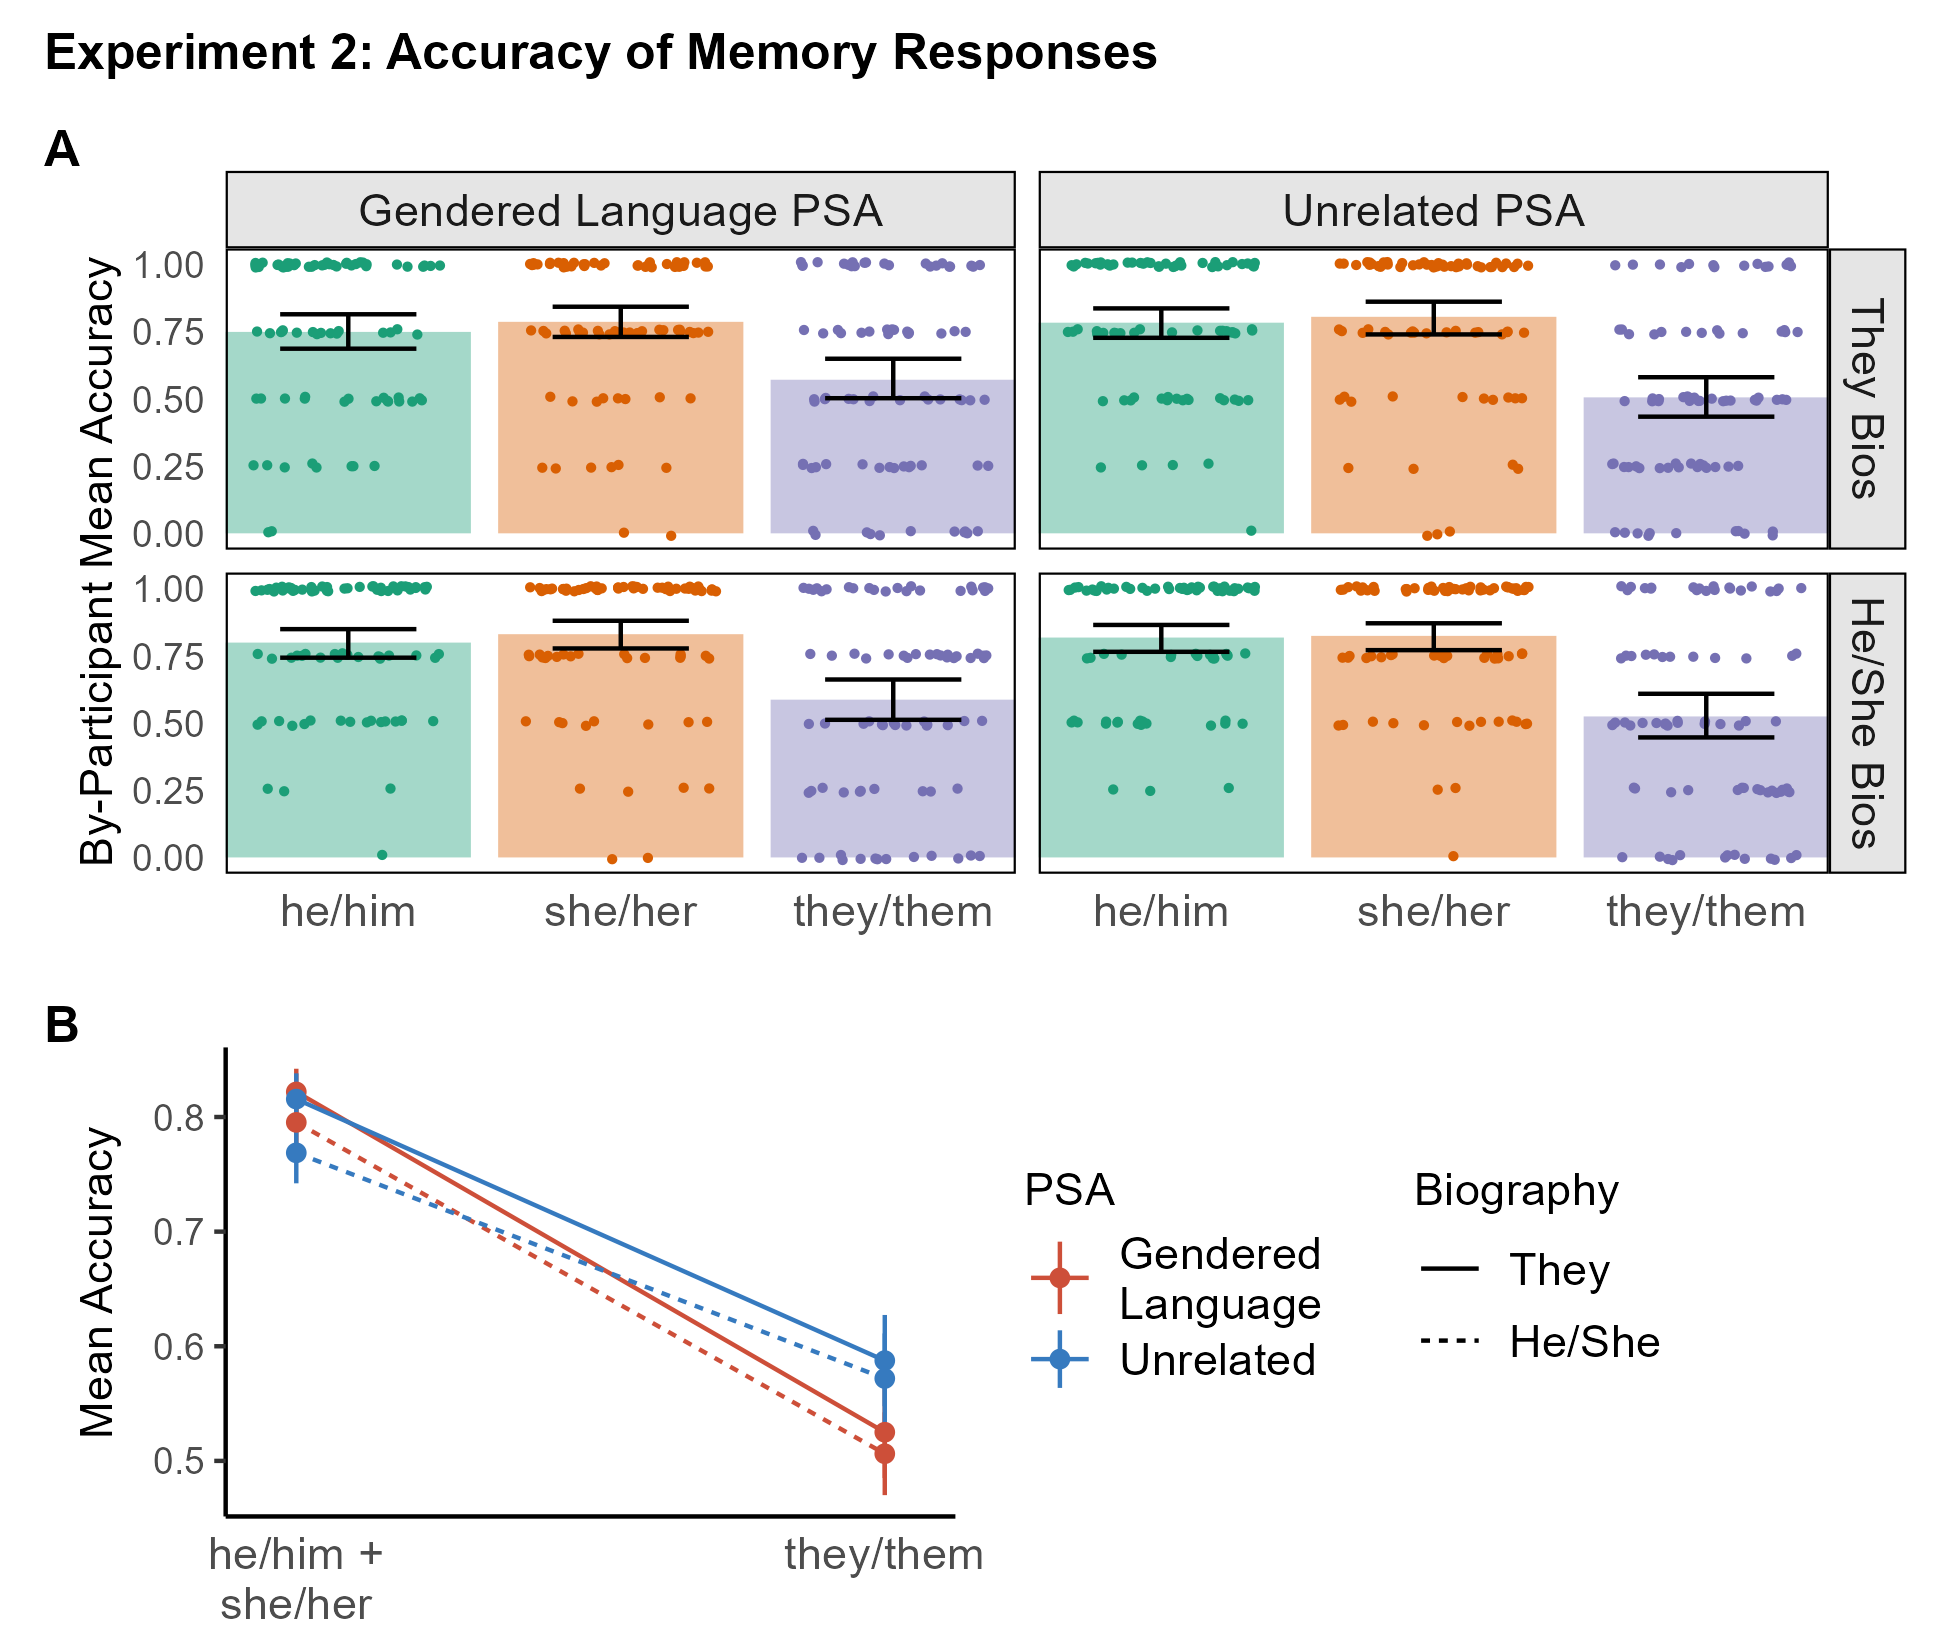 Experiment 2: Accuracy of Memory Responses
A
Gendered Language PSA
Unrelated PSA
By-Participant Mean Accuracy
1.00
0.75
0.50
0.25
0.00
They Bios
1.00
0.75
0.50
0.25
0.00
He/She Bios
he/him
she/her
they/them
he/him
she/her
they/them
B
Mean Accuracy
0.8
0.7
0.6
0.5
he/him +
she/her
they/them
PSA
Gendered
Language
Unrelated
Biography
They
He/She